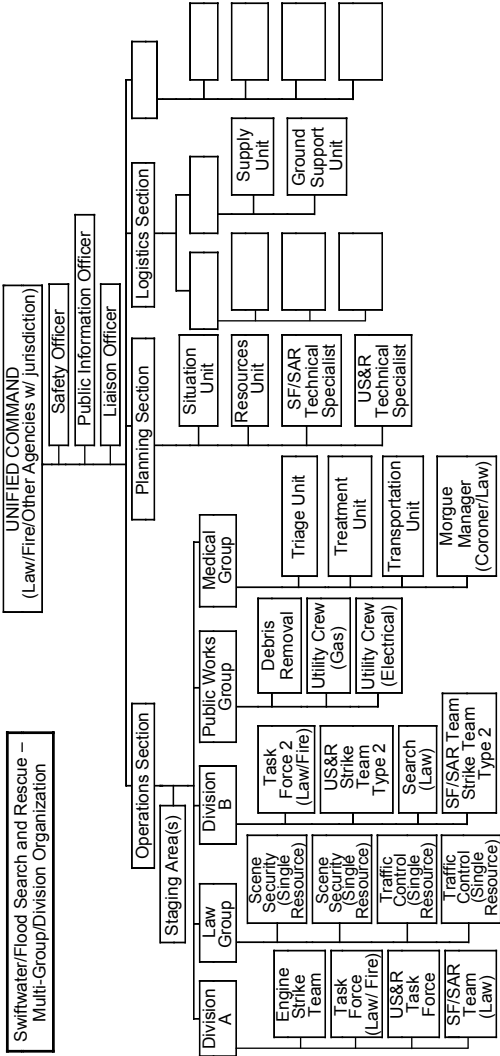 Swiftwater/Flood Search and Rescue –
Multi-Group/Division Organization
UNIFIED COMMAND
(Law/Fire/Other Agencies w/ jurisdiction)
Safety Officer
Public Information Officer
Liaison Officer
Operations Section
Planning Section
Logistics Section
Staging Area(s)
Division
A
Law
Group
Division
B
Public Works
Group
Medical
Group
Engine
Strike
Team
Task
Force
(Law/ Fire)
US&R
Task
Force
SF/SAR
Team
(Law)
Scene
Security
(Single
Resource)
Scene
Security
(Single
Resource)
Traffic
Control
(Single
Resource)
Traffic
Control
(Single
Resource)
Task
Force 2
(Law/Fire)
US&R
Strike
Team
Type 2
Search
(Law)
SF/SAR Team
Strike Team
Type 2
Debris
Removal
Utility Crew
(Gas)
Utility Crew
(Electrical)
Triage Unit
Treatment
Unit
Transportation
Unit
Morgue
Manager
(Coroner/Law)
Situation
Unit
Resources
Unit
SF/SAR
Technical
Specialist
US&R
Technical
Specialist
Supply
Unit
Ground
Support
Unit